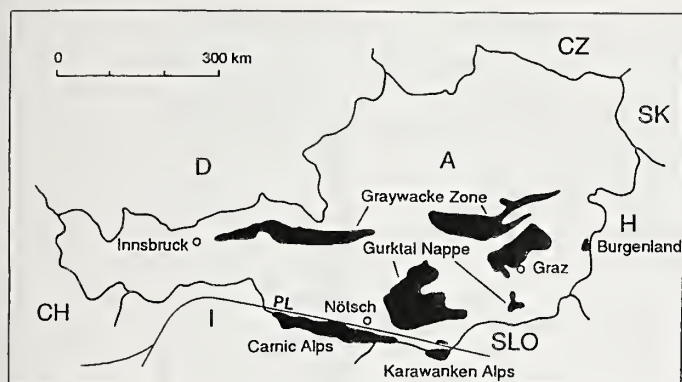 CZ
0 300 km
SK
D A
Graywacke Zone
Innsbruck
H
Burgenland
Gurktal Nappe
Graz
CH
I
PL
Nötsch
SLO
Carnic Alps
Karawanken Alps